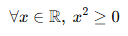 ∀x ∈ ℝ, x² ≥ 0